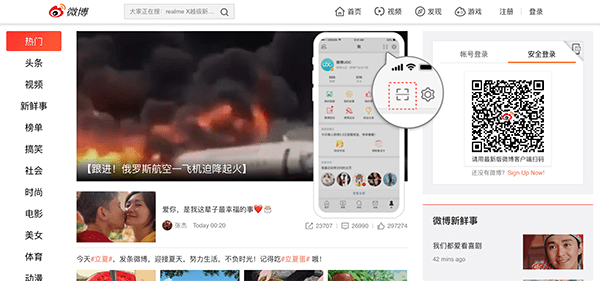 微博
大家正在搜：realme X越级新...
首页
视频
发现
游戏
注册
登录
热门
头条
视频
新鲜事
榜单
搞笑
社会
时尚
电影
美女
体育
动漫
【跟进！俄罗斯航空一飞机迫降起火】
帐号登录
安全登录
请用最新版微博客户端扫码
还没有微博？Sign Up Now!
爱你，是我这辈子最幸福的事
张杰 Today 00:20
23707
26990
297274
今天#立夏#，发条微博，迎接夏天，努力生活，不负时光！记得吃#立夏蛋#哦！
微博新鲜事
我们都爱看喜剧
42 mins ago